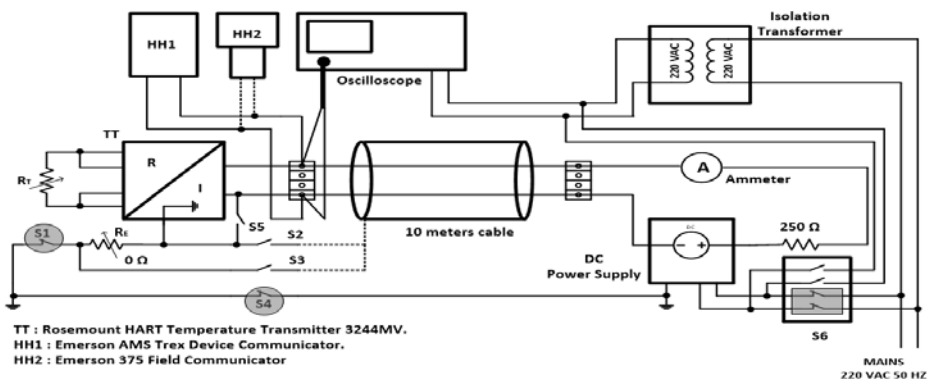 Isolation
Transformer
HH1
HH2
220 VAC
220 VAC
Oscilloscope
TT
R
I
RT
A
Ammeter
S1
RE
0 Ω
S5
S2
S3
10 meters cable
DC
250 Ω
DC
Power Supply
S4
S6
TT : Rosemount HART Temperature Transmitter 3244MV.
HH1 : Emerson AMS Trex Device Communicator.
HH2 : Emerson 375 Field Communicator
MAINS
220 VAC 50 HZ